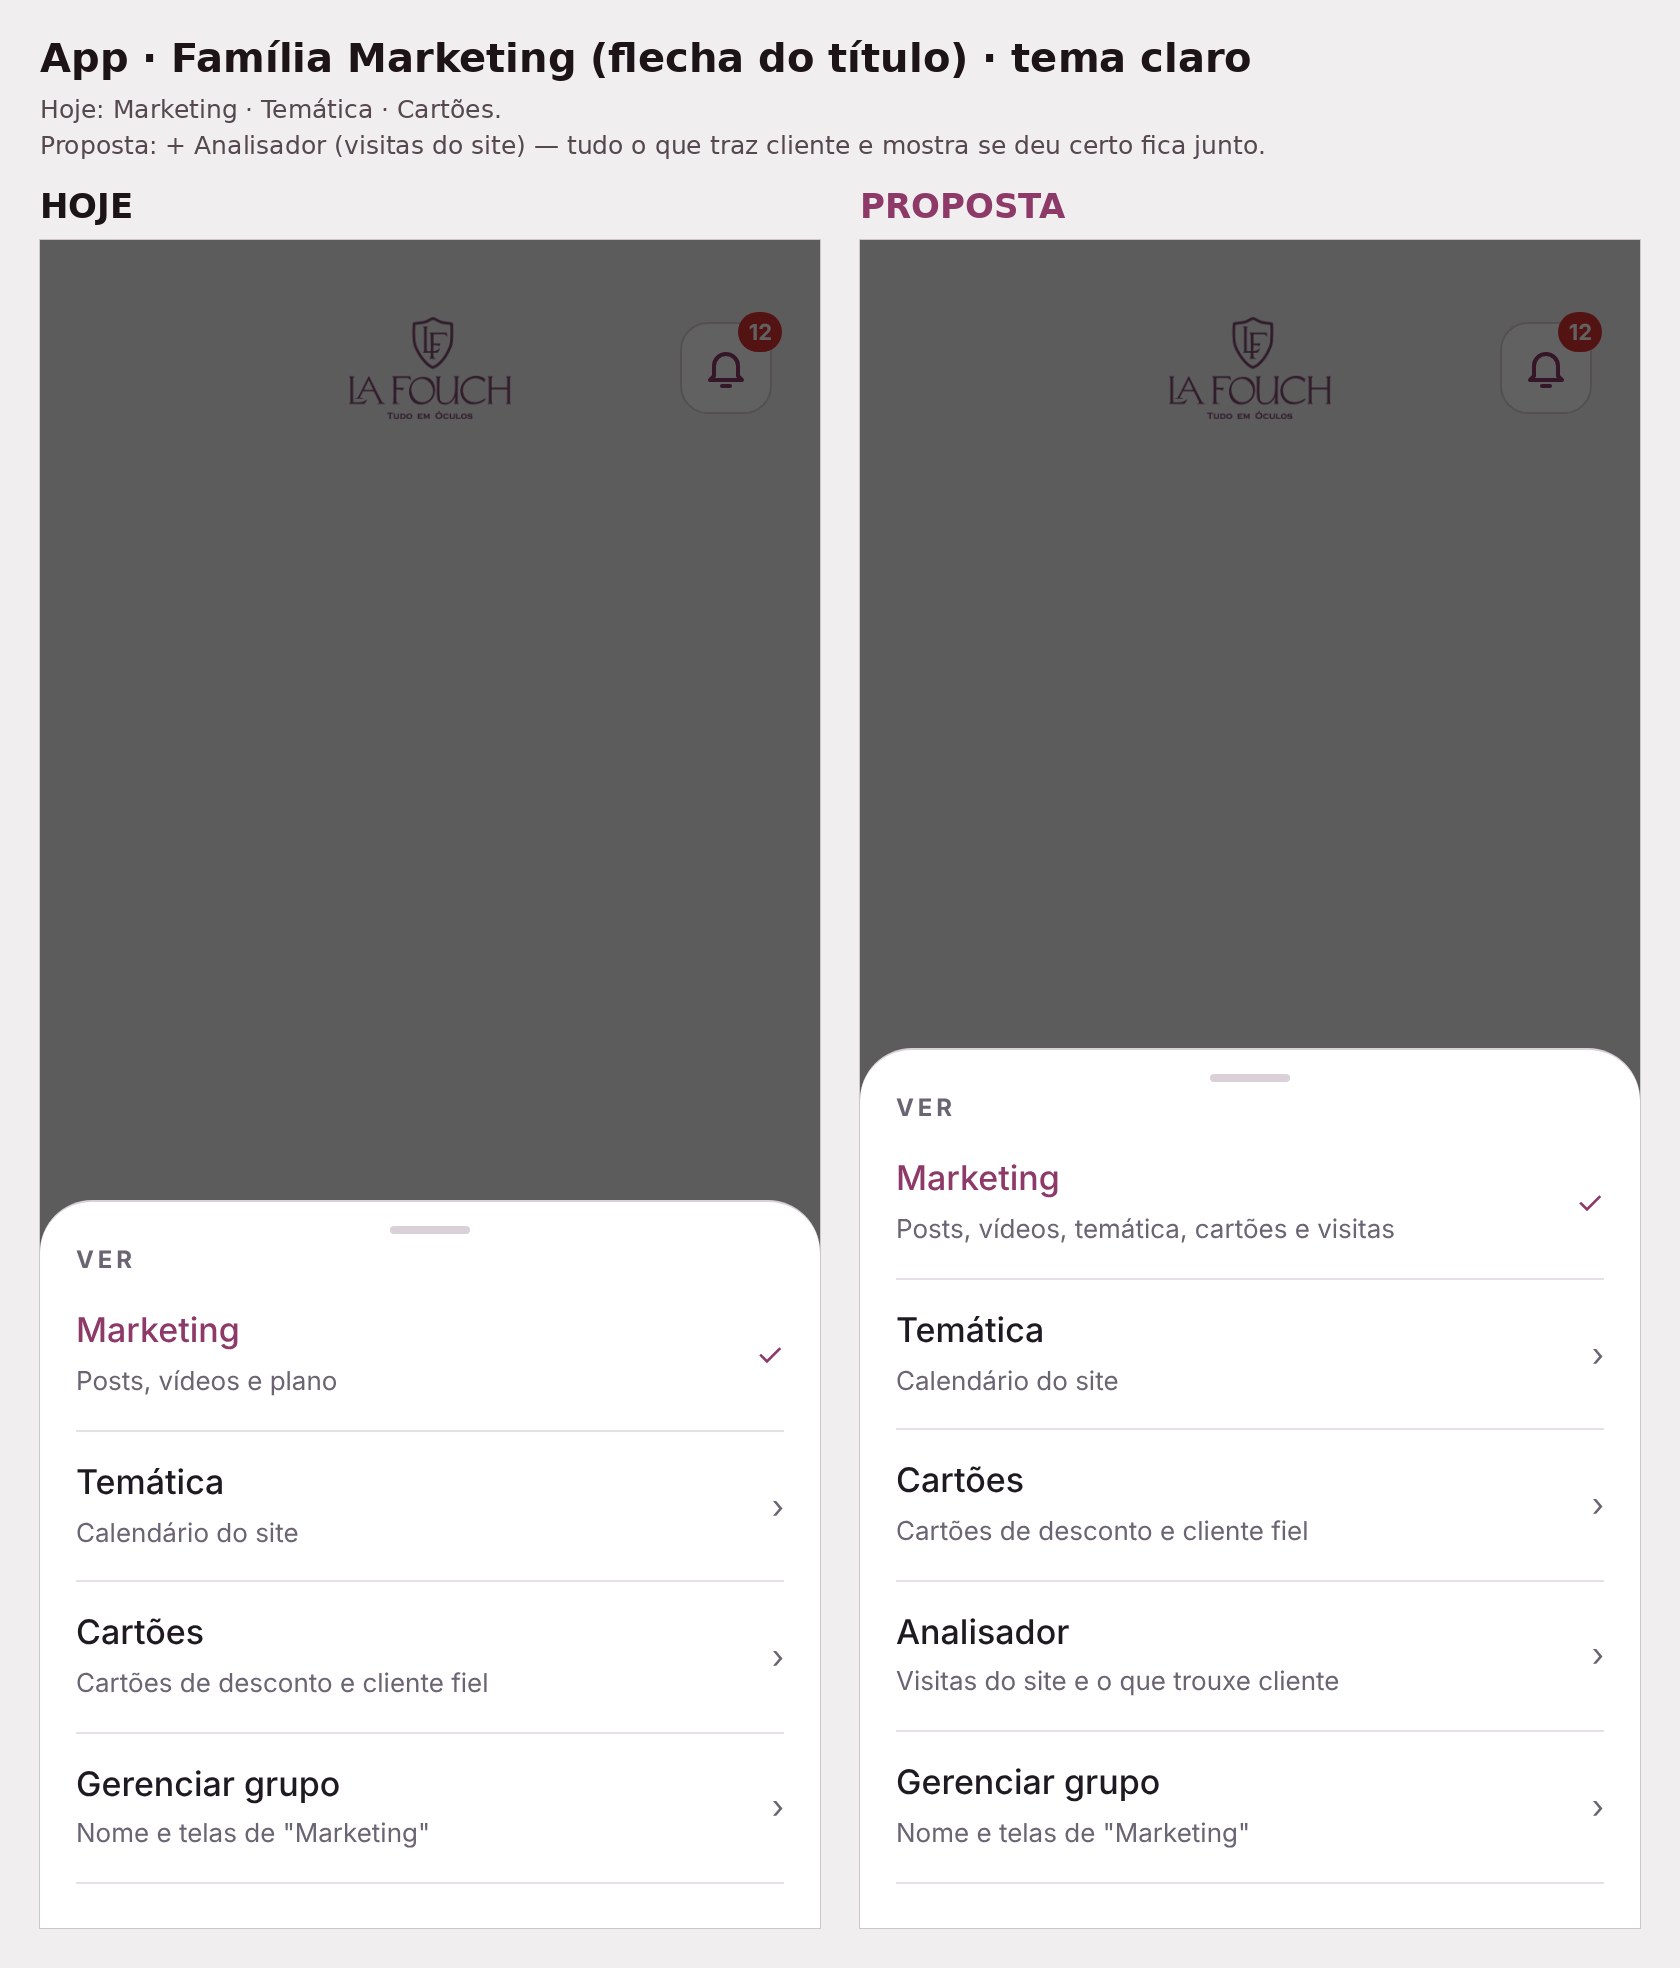 App · Família Marketing (flecha do título) · tema claro
Hoje: Marketing · Temática · Cartões.
Proposta: + Analisador (visitas do site) — tudo o que traz cliente e mostra se deu certo fica junto.
HOJE
LF
12
LA FOUCH
TUDO EM ÓCULOS
VER
Marketing
Posts, vídeos e plano
Temática
Calendário do site
Cartões
Cartões de desconto e cliente fiel
Gerenciar grupo
Nome e telas de "Marketing"
PROPOSTA
LF
12
LA FOUCH
TUDO EM ÓCULOS
VER
Marketing
Posts, vídeos, temática, cartões e visitas
Temática
Calendário do site
Cartões
Cartões de desconto e cliente fiel
Analisador
Visitas do site e o que trouxe cliente
Gerenciar grupo
Nome e telas de "Marketing"